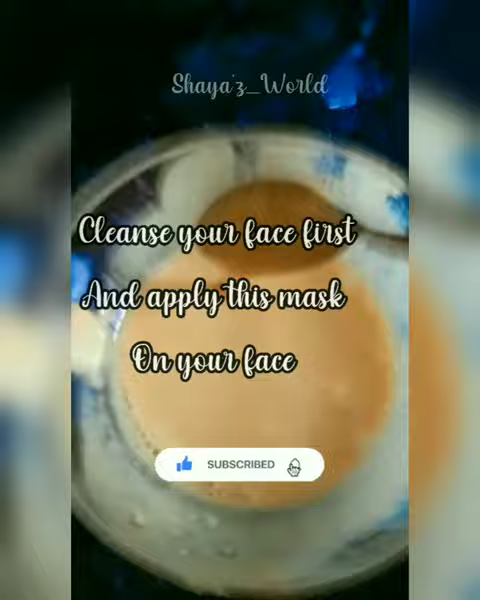 Shaya'z_World
Cleanse your face first
And apply this mask
On your face
SUBSCRIBED